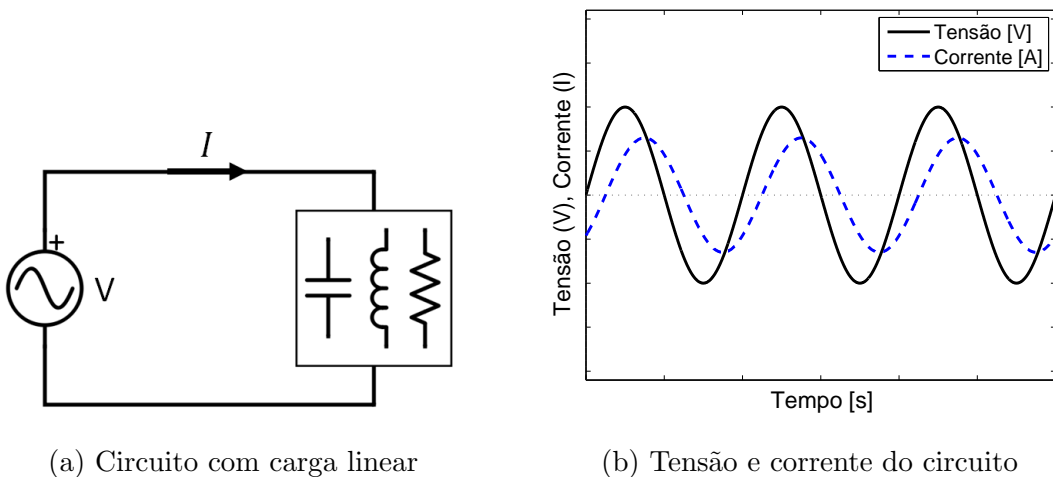 I
+
V
(a) Circuito com carga linear
Tensão [V]
Corrente [A]
Tensão (V), Corrente (I)
Tempo [s]
(b) Tensão e corrente do circuito